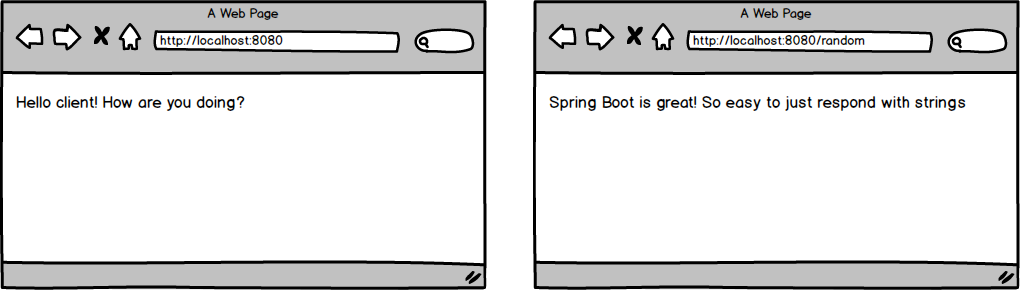 A Web Page
http://localhost:8080
Hello client! How are you doing?
A Web Page
http://localhost:8080/random
Spring Boot is great! So easy to just respond with strings